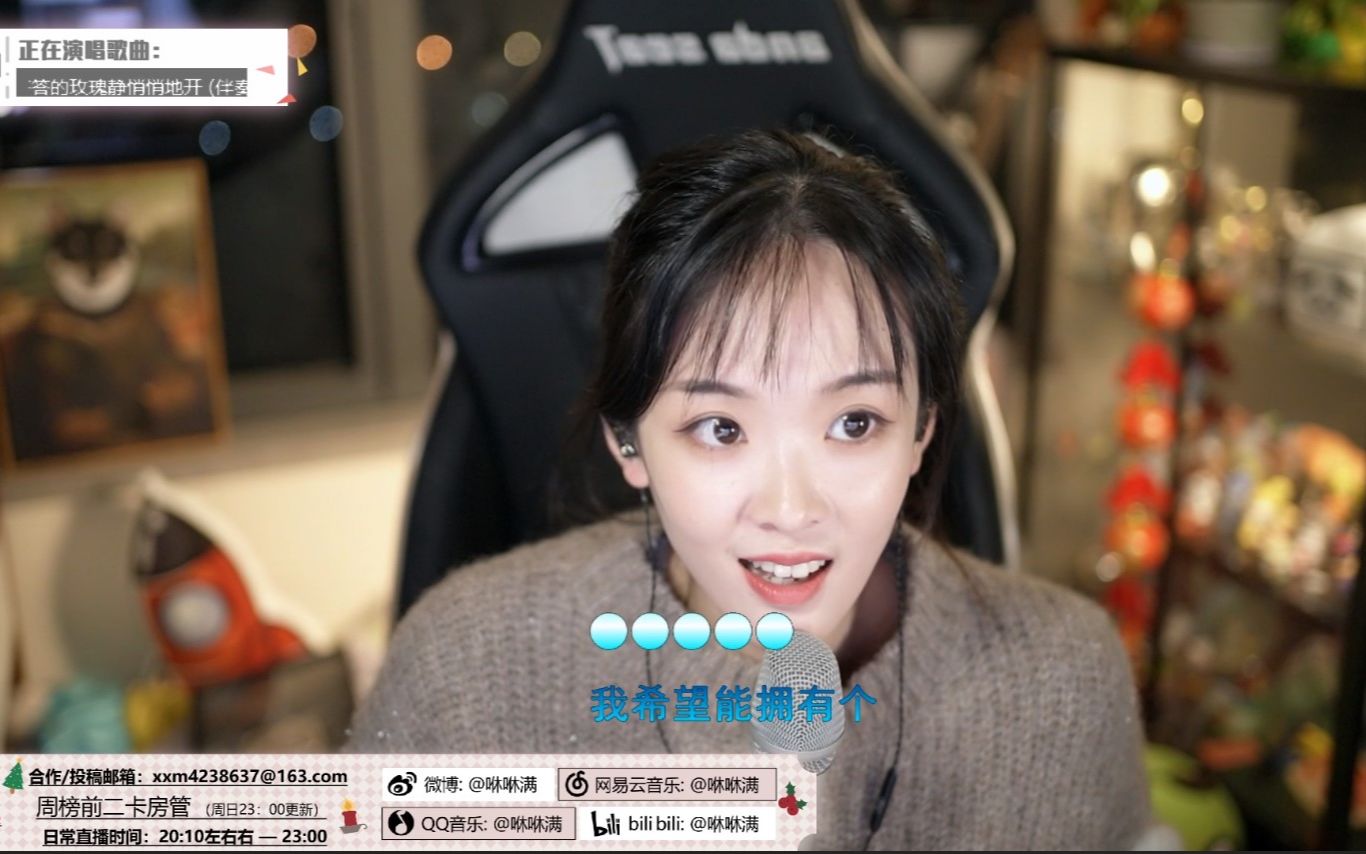 正在演唱歌曲：
答的玫瑰静悄悄地开 (伴奏
我希望能拥有个
合作/投稿邮箱：xxm4238637@163.com
周榜前二卡房管 (周日23：00更新)
日常直播时间：20:10左右右 — 23:00
微博: @咻咻满
网易云音乐: @咻咻满
QQ音乐: @咻咻满
bili bili: @咻咻满